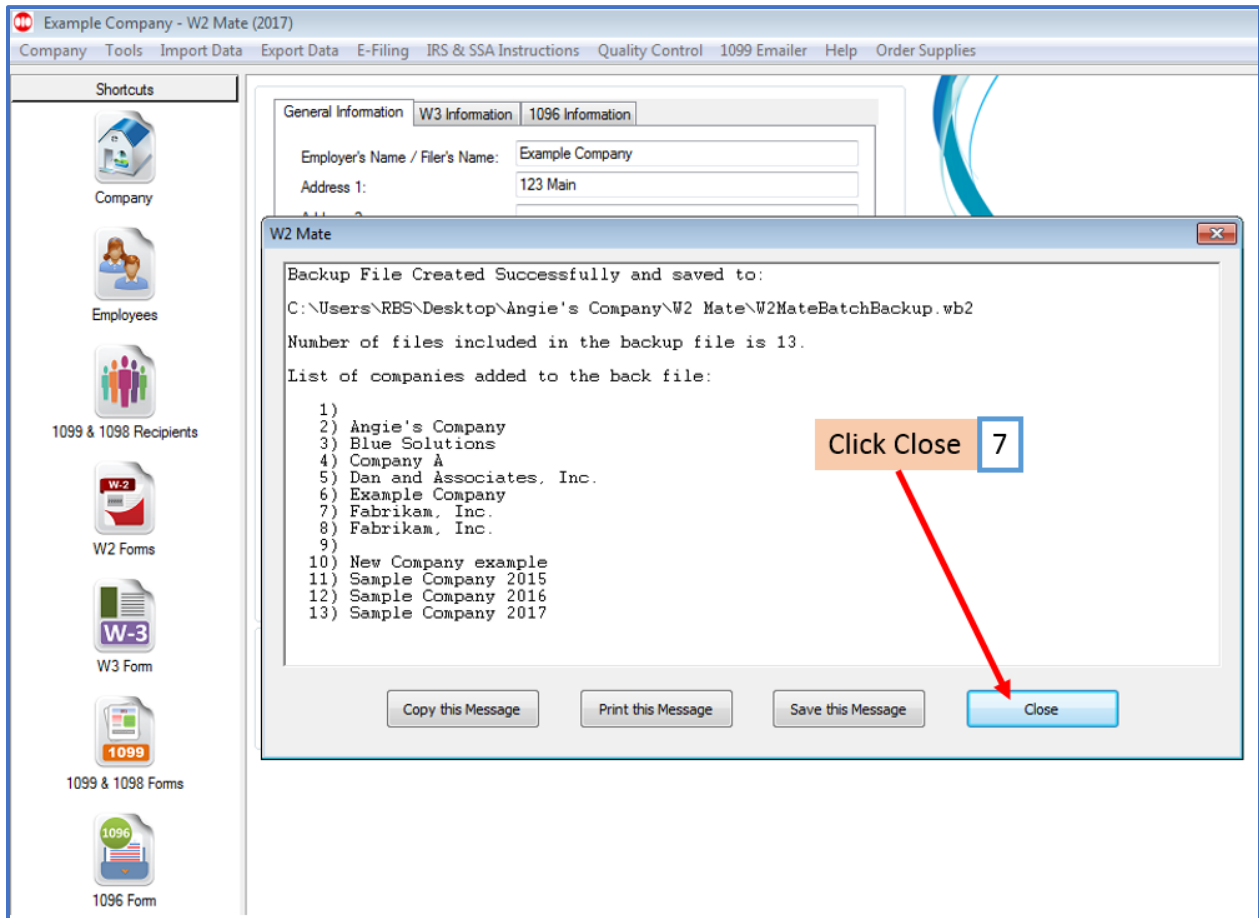 Example Company - W2 Mate (2017)
Company Tools Import Data Export Data E-Filing IRS & SSA Instructions Quality Control 1099 Emailer Help Order Supplies
Shortcuts
Company
Employees
1099 & 1098 Recipients
W-2
W2 Forms
W-3
W3 Form
1099
1099 & 1098 Forms
1096
1096 Form
General Information W3 Information 1096 Information
Employer's Name / Filer's Name: Example Company
Address 1: 123 Main
W2 Mate
Backup File Created Successfully and saved to:
C:\Users\RBS\Desktop\Angie's Company\W2 Mate\W2MateBatchBackup.wb2
Number of files included in the backup file is 13.
List of companies added to the back file:
1)
2) Angie's Company
3) Blue Solutions
4) Company A
5) Dan and Associates, Inc.
6) Example Company
7) Fabrikam, Inc.
8) Fabrikam, Inc.
9)
10) New Company example
11) Sample Company 2015
12) Sample Company 2016
13) Sample Company 2017
Click Close 7
Copy this Message Print this Message Save this Message Close